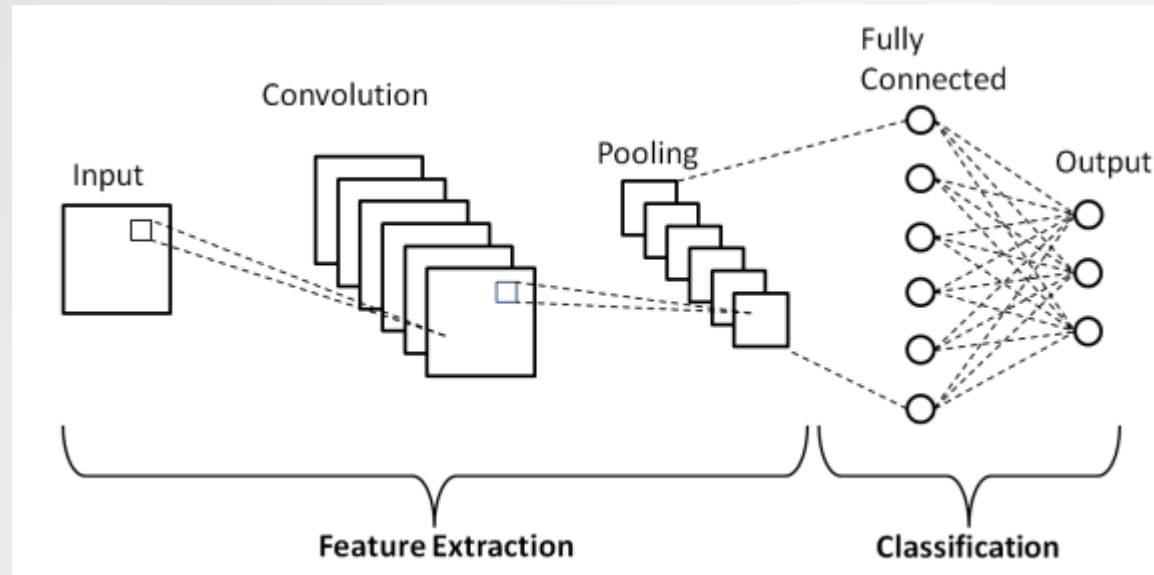 Input
Convolution
Pooling
Fully
Connected
Output
Feature Extraction
Classification